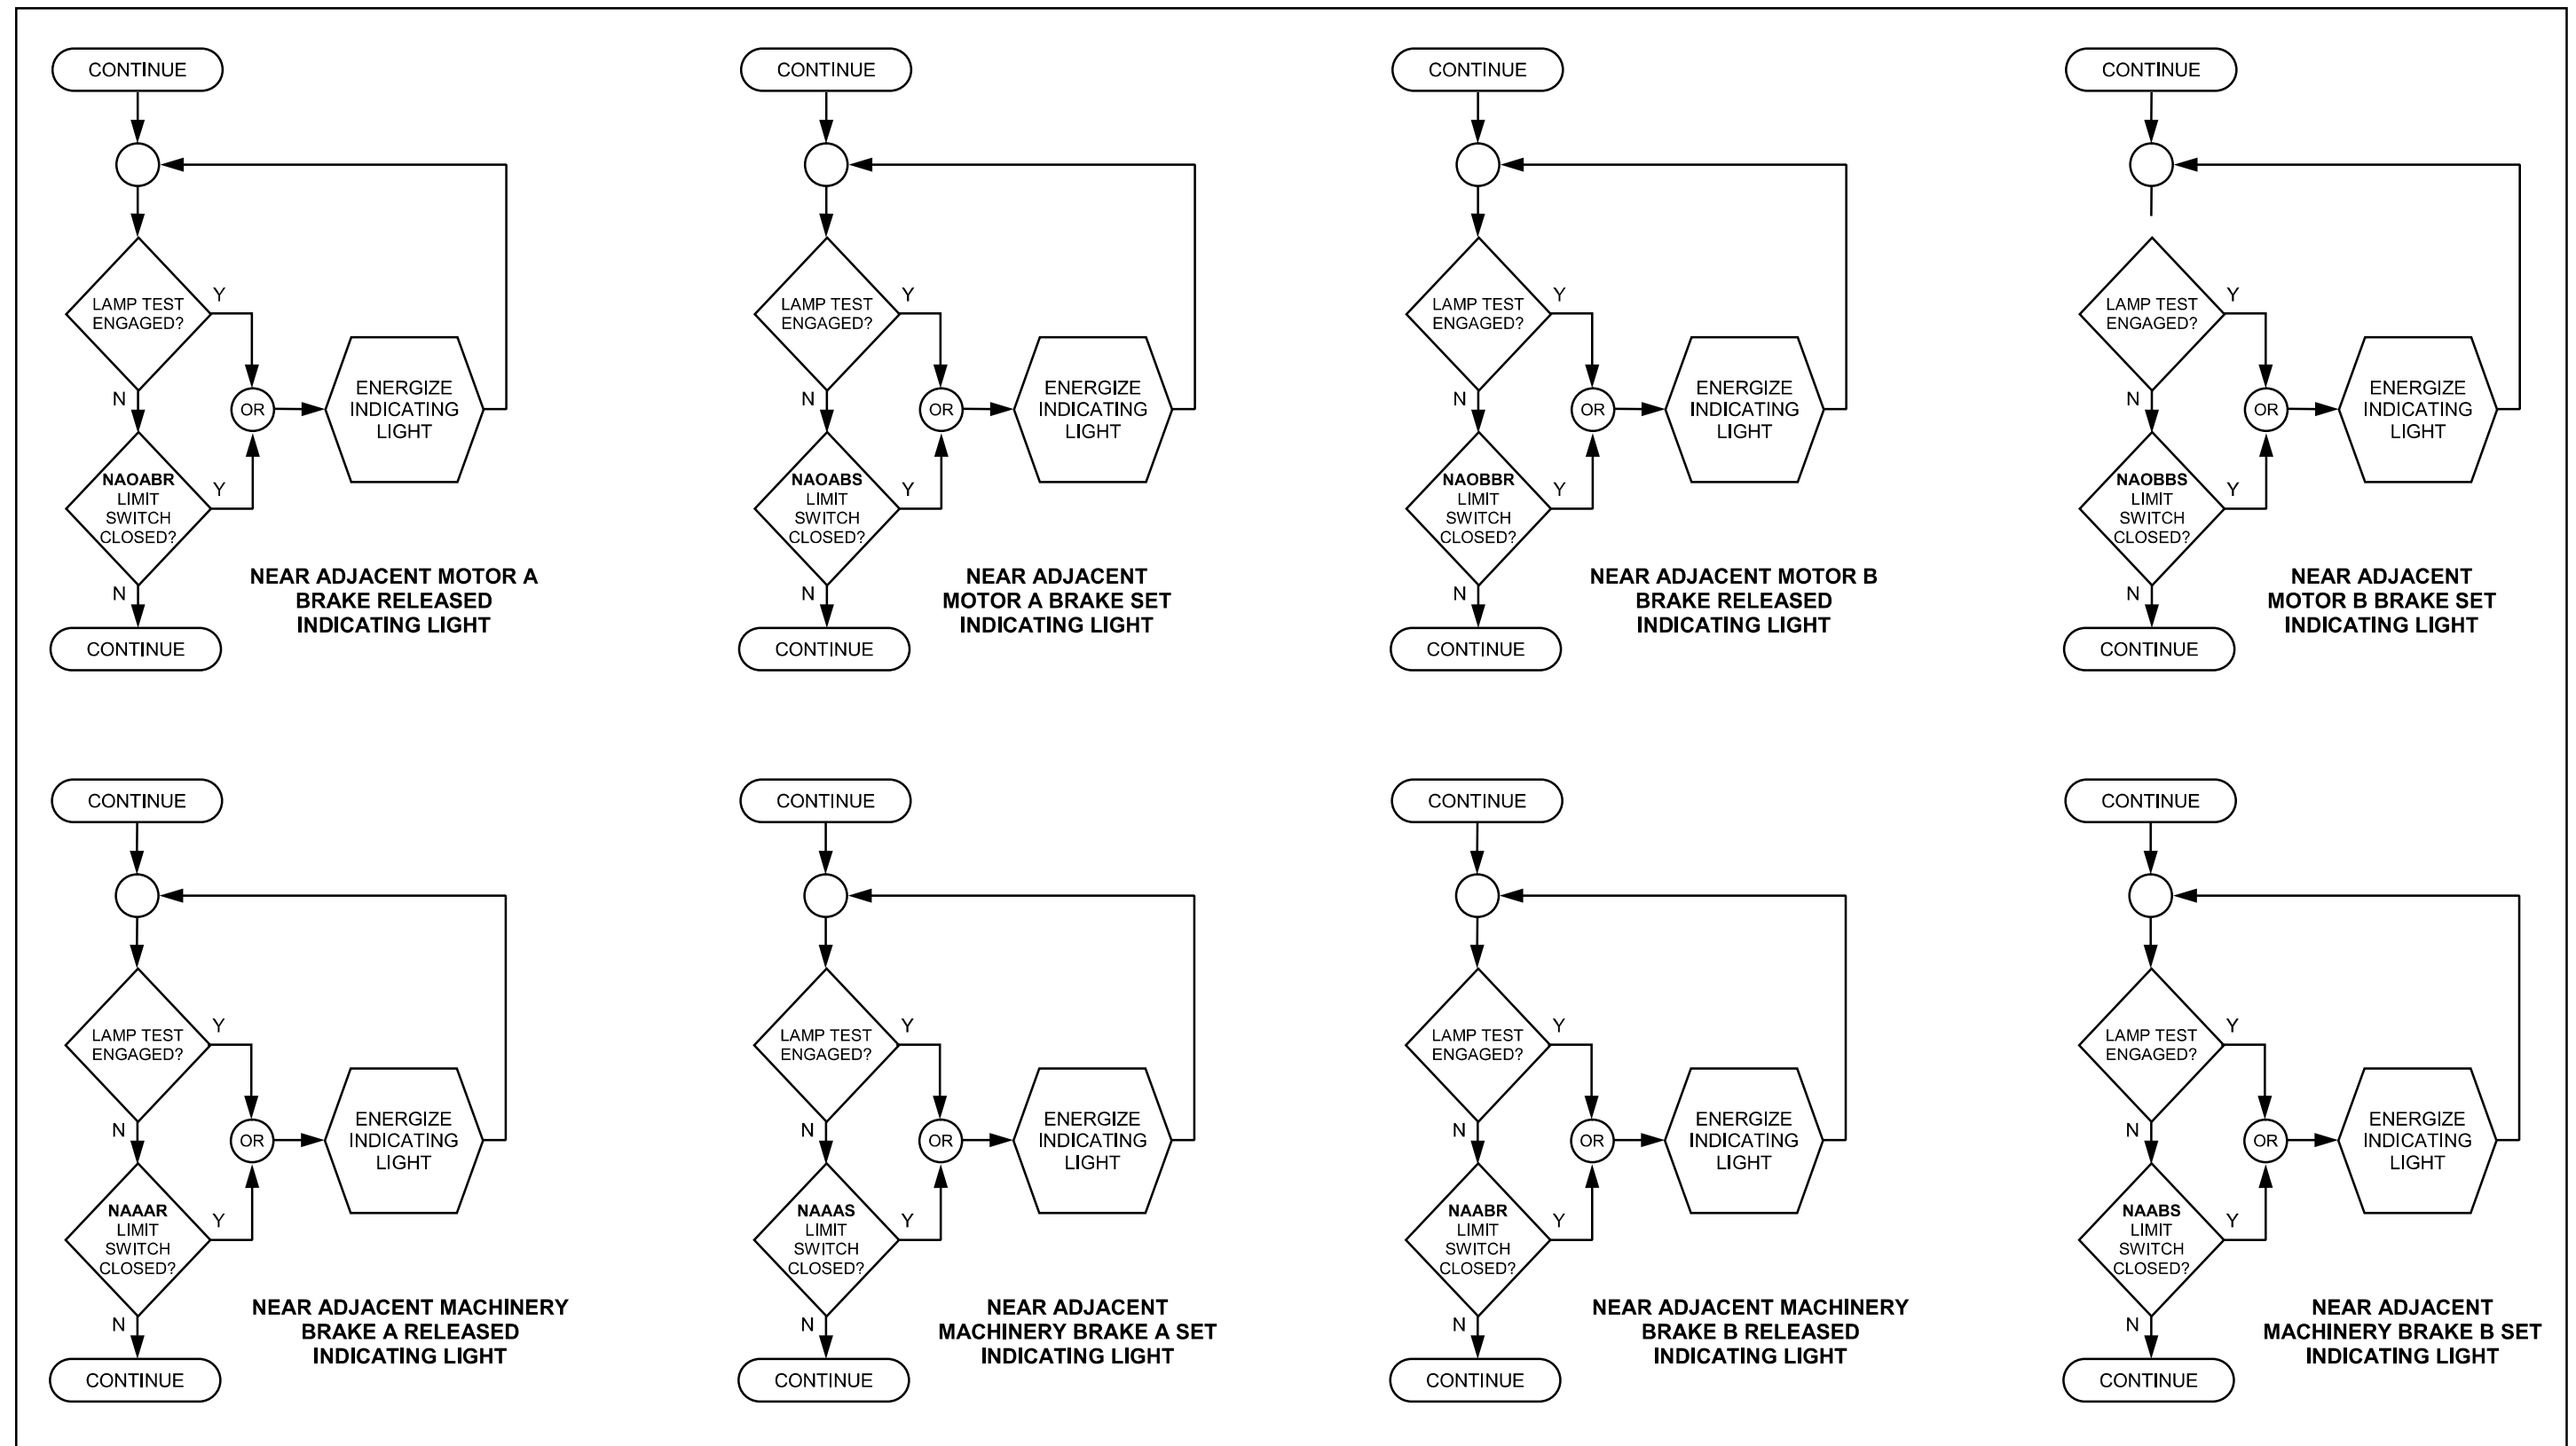 CONTINUE
LAMP TEST
ENGAGED?
Y
N
OR
ENERGIZE
INDICATING
LIGHT
NAOABR
LIMIT
SWITCH
CLOSED?
Y
N
NEAR ADJACENT MOTOR A
BRAKE RELEASED
INDICATING LIGHT
CONTINUE
CONTINUE
LAMP TEST
ENGAGED?
Y
N
OR
ENERGIZE
INDICATING
LIGHT
NAOABS
LIMIT
SWITCH
CLOSED?
Y
N
NEAR ADJACENT
MOTOR A BRAKE SET
INDICATING LIGHT
CONTINUE
CONTINUE
LAMP TEST
ENGAGED?
Y
N
OR
ENERGIZE
INDICATING
LIGHT
NAOBBR
LIMIT
SWITCH
CLOSED?
Y
N
NEAR ADJACENT MOTOR B
BRAKE RELEASED
INDICATING LIGHT
CONTINUE
CONTINUE
LAMP TEST
ENGAGED?
Y
N
OR
ENERGIZE
INDICATING
LIGHT
NAOBBS
LIMIT
SWITCH
CLOSED?
Y
N
NEAR ADJACENT
MOTOR B BRAKE SET
INDICATING LIGHT
CONTINUE
CONTINUE
LAMP TEST
ENGAGED?
Y
N
OR
ENERGIZE
INDICATING
LIGHT
NAAAR
LIMIT
SWITCH
CLOSED?
Y
N
NEAR ADJACENT MACHINERY
BRAKE A RELEASED
INDICATING LIGHT
CONTINUE
CONTINUE
LAMP TEST
ENGAGED?
Y
N
OR
ENERGIZE
INDICATING
LIGHT
NAAAS
LIMIT
SWITCH
CLOSED?
Y
N
NEAR ADJACENT
MACHINERY BRAKE A SET
INDICATING LIGHT
CONTINUE
CONTINUE
LAMP TEST
ENGAGED?
Y
N
OR
ENERGIZE
INDICATING
LIGHT
NAABR
LIMIT
SWITCH
CLOSED?
Y
N
NEAR ADJACENT MACHINERY
BRAKE B RELEASED
INDICATING LIGHT
CONTINUE
CONTINUE
LAMP TEST
ENGAGED?
Y
N
OR
ENERGIZE
INDICATING
LIGHT
NAABS
LIMIT
SWITCH
CLOSED?
Y
N
NEAR ADJACENT
MACHINERY BRAKE B SET
INDICATING LIGHT
CONTINUE